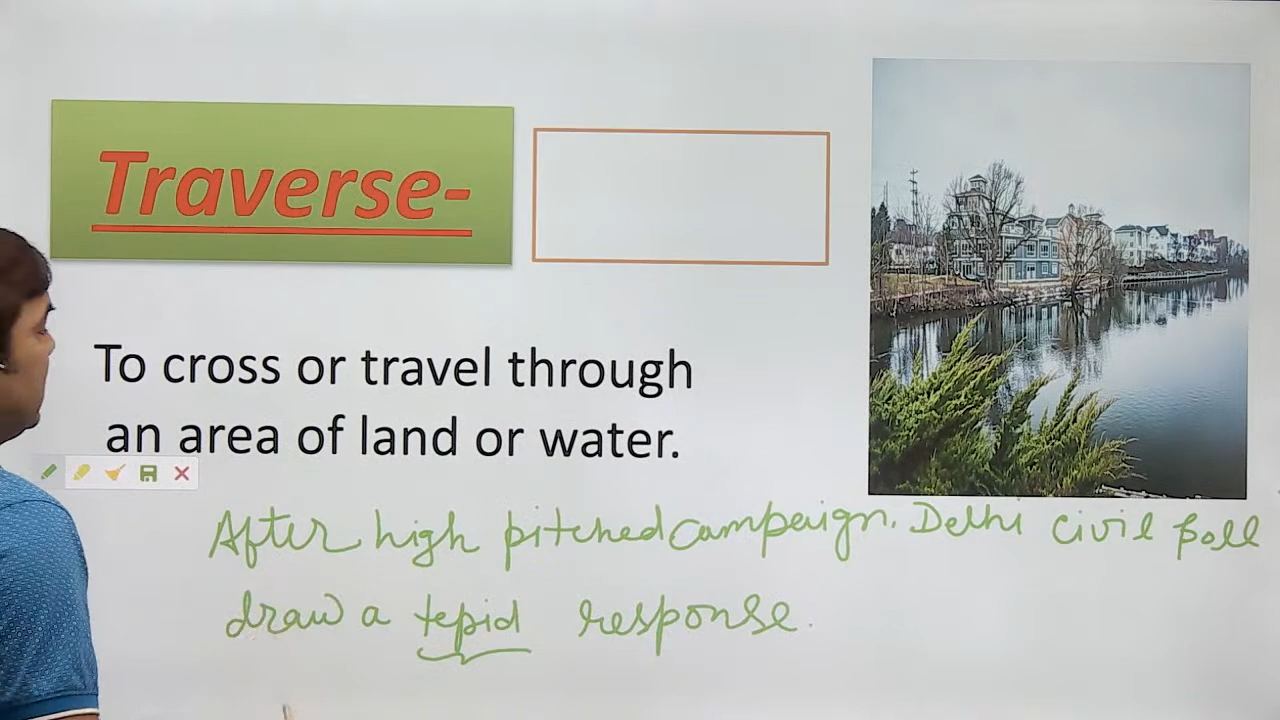 Traverse-
To cross or travel through
an area of land or water.
After high pitched campaign. Delhi civil poll
draw a tepid response.